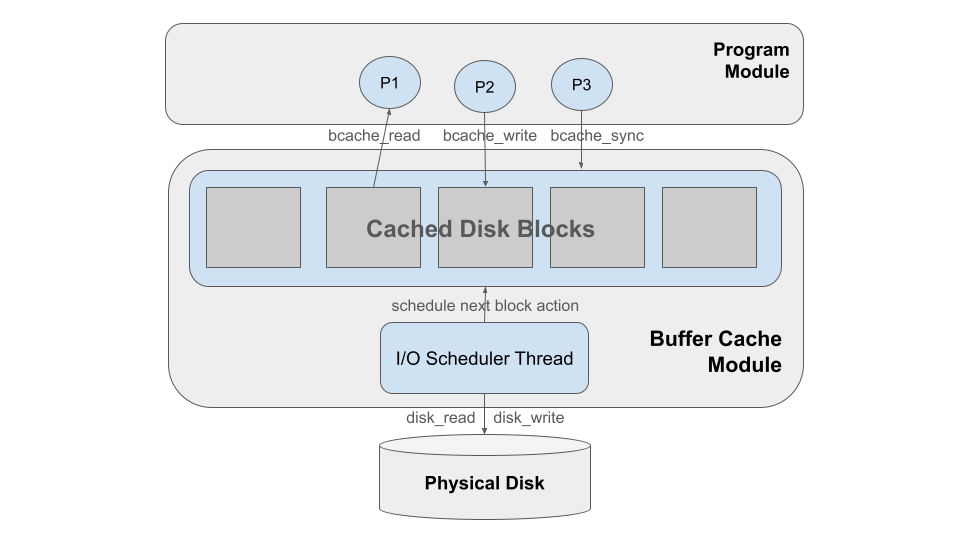 Program
Module
P1
P2
P3
bcache_read
bcache_write
bcache_sync
Cached Disk Blocks
schedule next block action
I/O Scheduler Thread
Buffer Cache
Module
disk_read
disk_write
Physical Disk